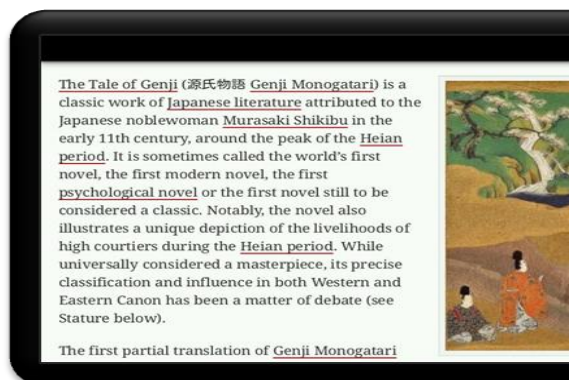 The Tale of Genji (源氏物語 Genji Monogatari) is a
classic work of Japanese literature attributed to the
Japanese noblewoman Murasaki Shikibu in the
early 11th century, around the peak of the Heian
period. It is sometimes called the world's first
novel, the first modern novel, the first
psychological novel or the first novel still to be
considered a classic. Notably, the novel also
illustrates a unique depiction of the livelihoods of
high courtiers during the Heian period. While
universally considered a masterpiece, its precise
classification and influence in both Western and
Eastern Canon has been a matter of debate (see
Stature below).
The first partial translation of Genji Monogatari